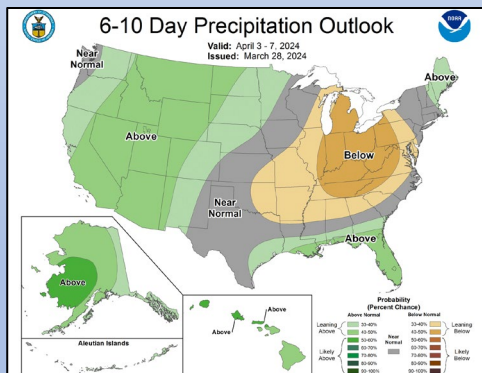 6-10 Day Precipitation Outlook
NOAA
Valid: April 3 - 7, 2024
Issued: March 28, 2024
Near
Normal
Above
Above
Below
Near
Normal
Above
Above
Above
Above
Aleutian Islands
Probability
(Percent Chance)
Above Normal
Below Normal
Leaning
Above
Likely
Above
Near
Normal
Leaning
Below
Likely
Below
33-40%
40-50%
50-60%
60-70%
70-80%
80-90%
90-100%
33-40%
40-50%
50-60%
60-70%
70-80%
80-90%
90-100%